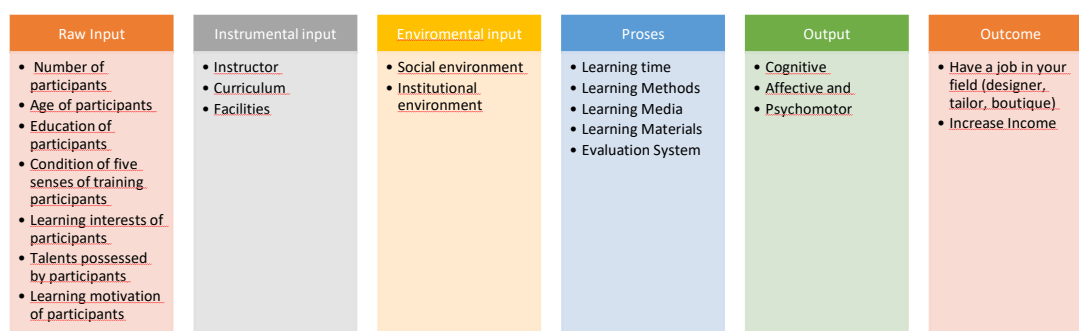 Raw Input
• Number of
participants
• Age of participants
• Education of
participants
• Condition of five
senses of training
participants
• Learning interests of
participants
• Talents possessed
by participants
• Learning motivation
of participants
Instrumental input
• Instructor
• Curriculum
• Facilities
Enviromental input
• Social environment
• Institutional
environment
Proses
• Learning time
• Learning Methods
• Learning Media
• Learning Materials
• Evaluation System
Output
• Cognitive
• Affective and
• Psychomotor
Outcome
• Have a job in your
field (designer,
tailor, boutique)
• Increase Income